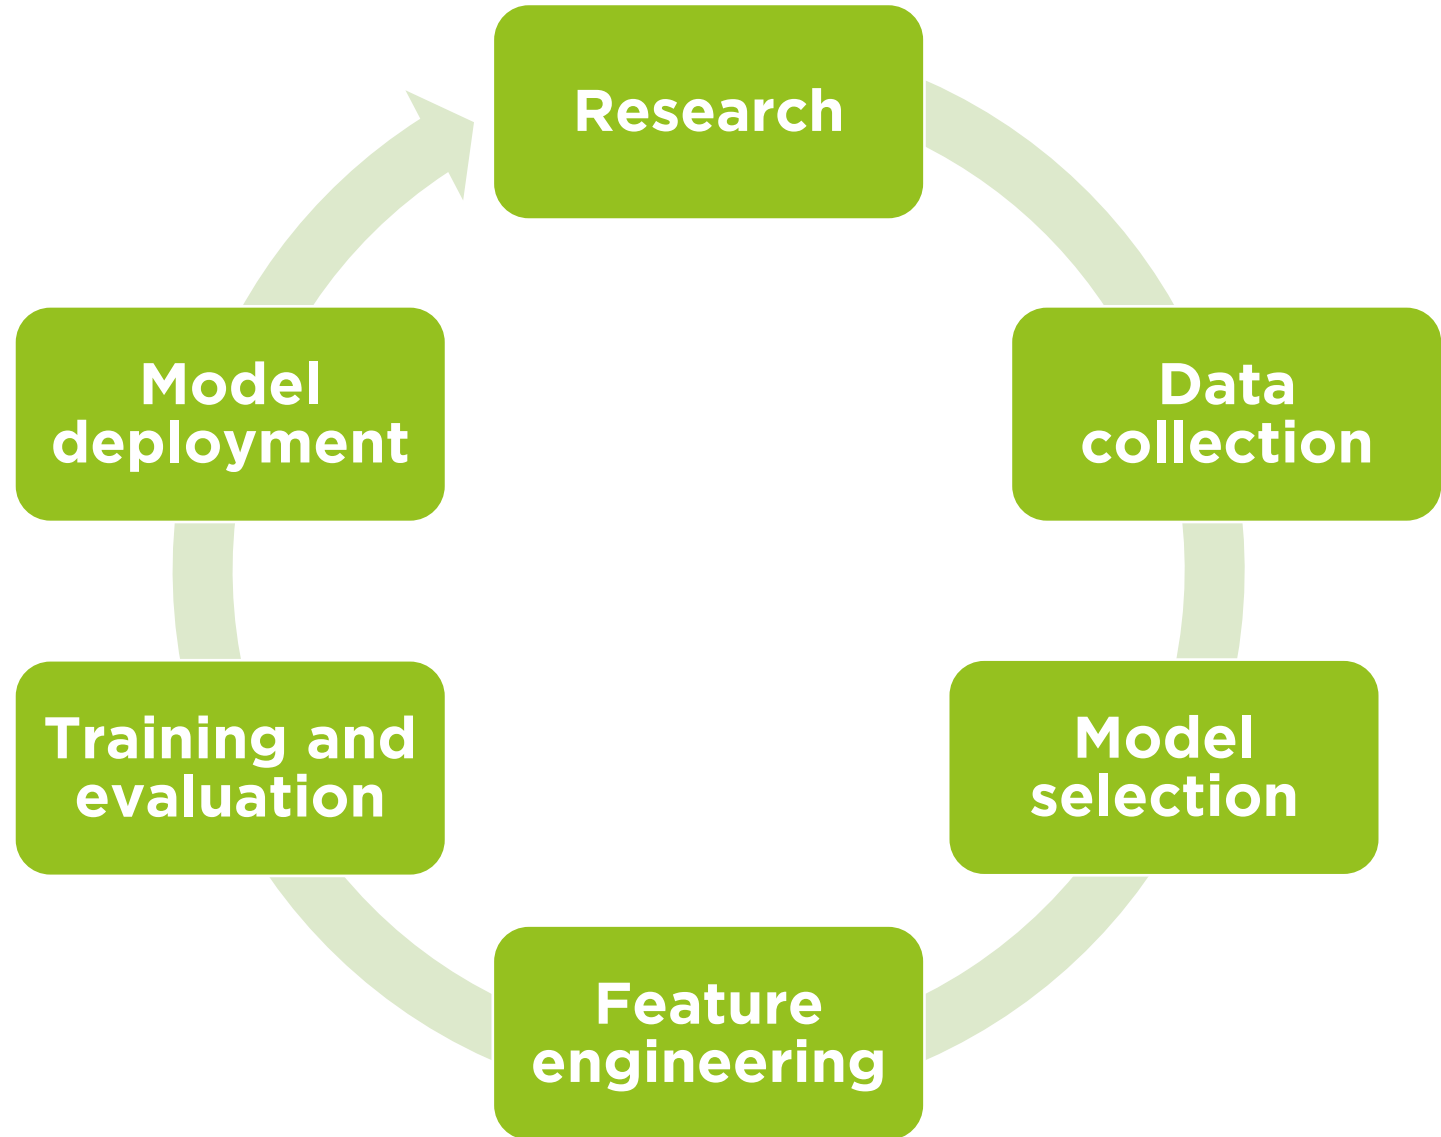 Research
Data
collection
Model
selection
Feature
engineering
Training and
evaluation
Model
deployment